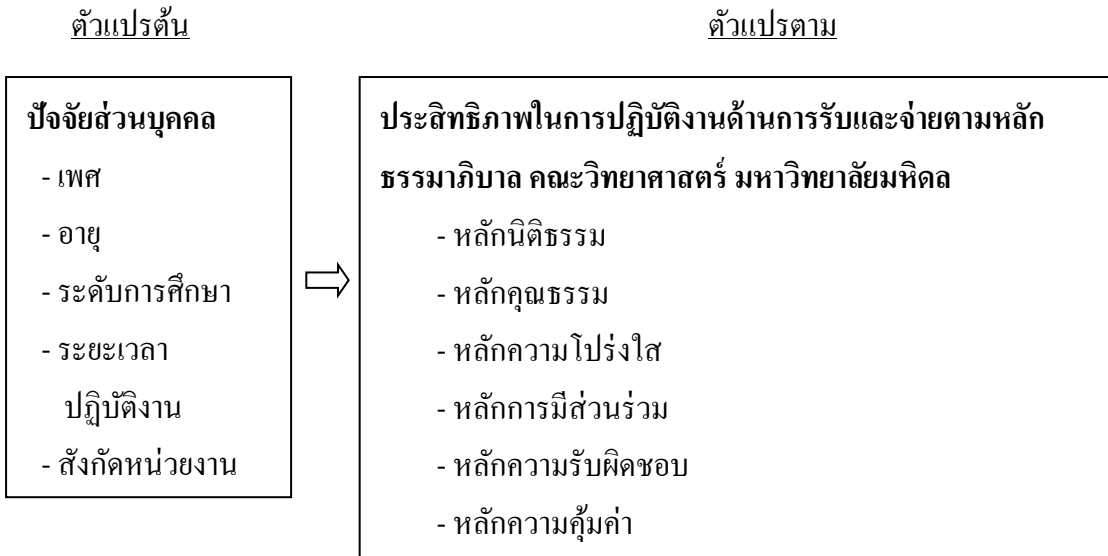 ตัวแปรต้น
ตัวแปรตาม
ปัจจัยส่วนบุคคล
- เพศ
- อายุ
- ระดับการศึกษา
- ระยะเวลา
ปฏิบัติงาน
- สังกัดหน่วยงาน
ประสิทธิภาพในการปฏิบัติงานด้านการรับและจ่ายตามหลัก
ธรรมาภิบาล คณะวิทยาศาสตร์ มหาวิทยาลัยมหิดล
- หลักนิติธรรม
- หลักคุณธรรม
- หลักความโปร่งใส
- หลักการมีส่วนร่วม
- หลักความรับผิดชอบ
- หลักความคุ้มค่า